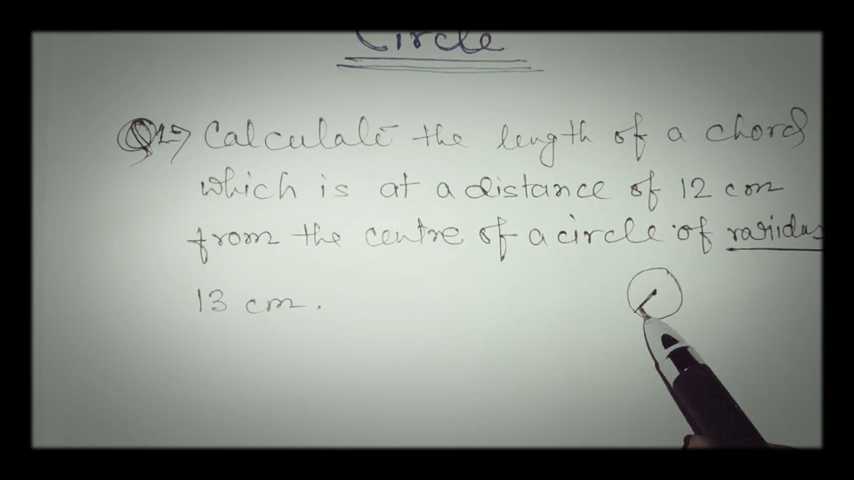 Circle
Q1⇒ Calculate the length of a chord
which is at a distance of 12 cm
from the centre of a circle of rariidus
13 cm.